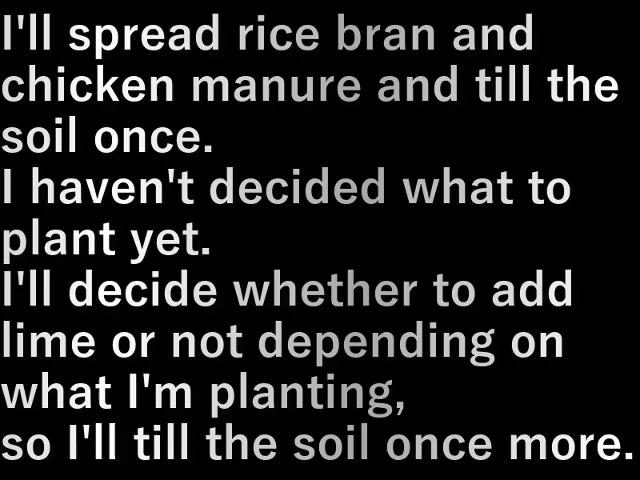 I'll spread rice bran and
chicken manure and till the
soil once.
I haven't decided what to
plant yet.
I'll decide whether to add
lime or not depending on
what I'm planting,
so I'll till the soil once more.